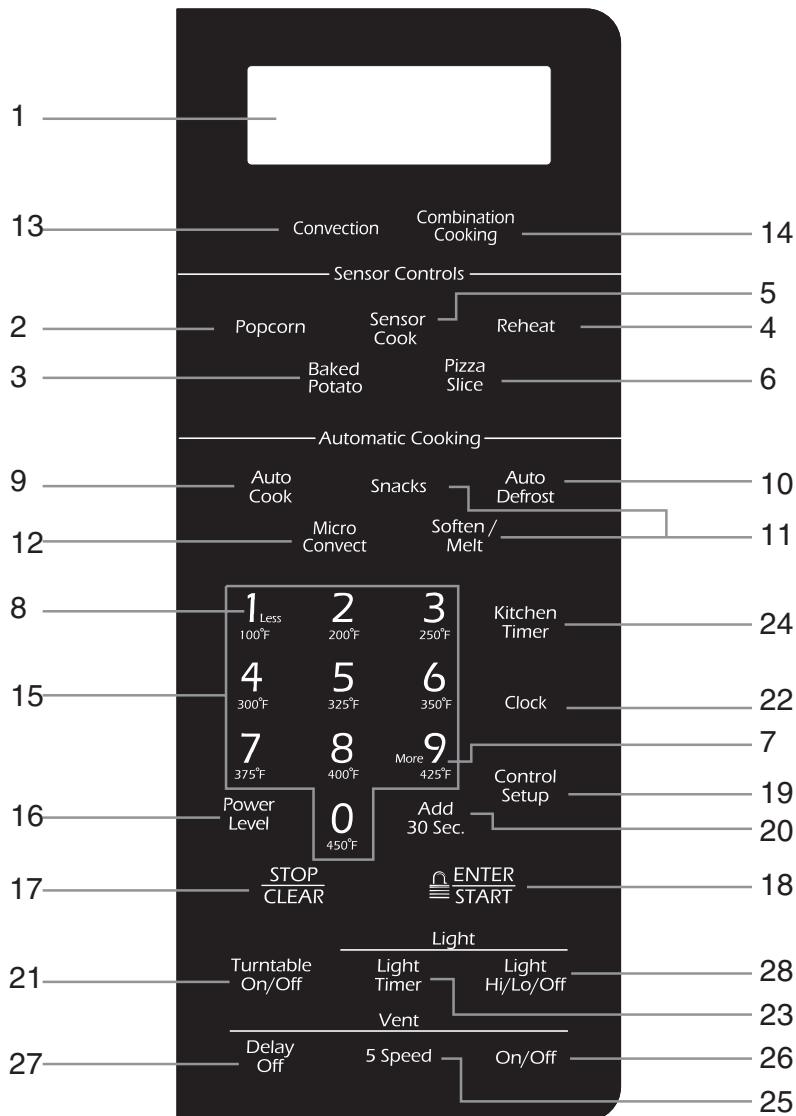 1
13 Convection Combination Cooking 14
Sensor Controls
5
2 Popcorn Sensor Cook Reheat 4
3 Baked Potato Pizza Slice 6
Automatic Cooking
9 Auto Cook Snacks Auto Defrost 10
12 Micro Convect Soften / Melt 11
8 1 Less 2 3 Kitchen Timer 24
100°F 200°F 250°F
15 4 5 6 Clock 22
300°F 325°F 350°F
7 8 More 9 7
375°F 400°F 425°F
Control Setup 19
16 Power Level 0 Add 30 Sec. 20
450°F
17 STOP CLEAR ENTER START 18
Light
21 Turntable On/Off Light Timer Light Hi/Lo/Off 28
23
Vent
27 Delay Off 5 Speed On/Off 26
25